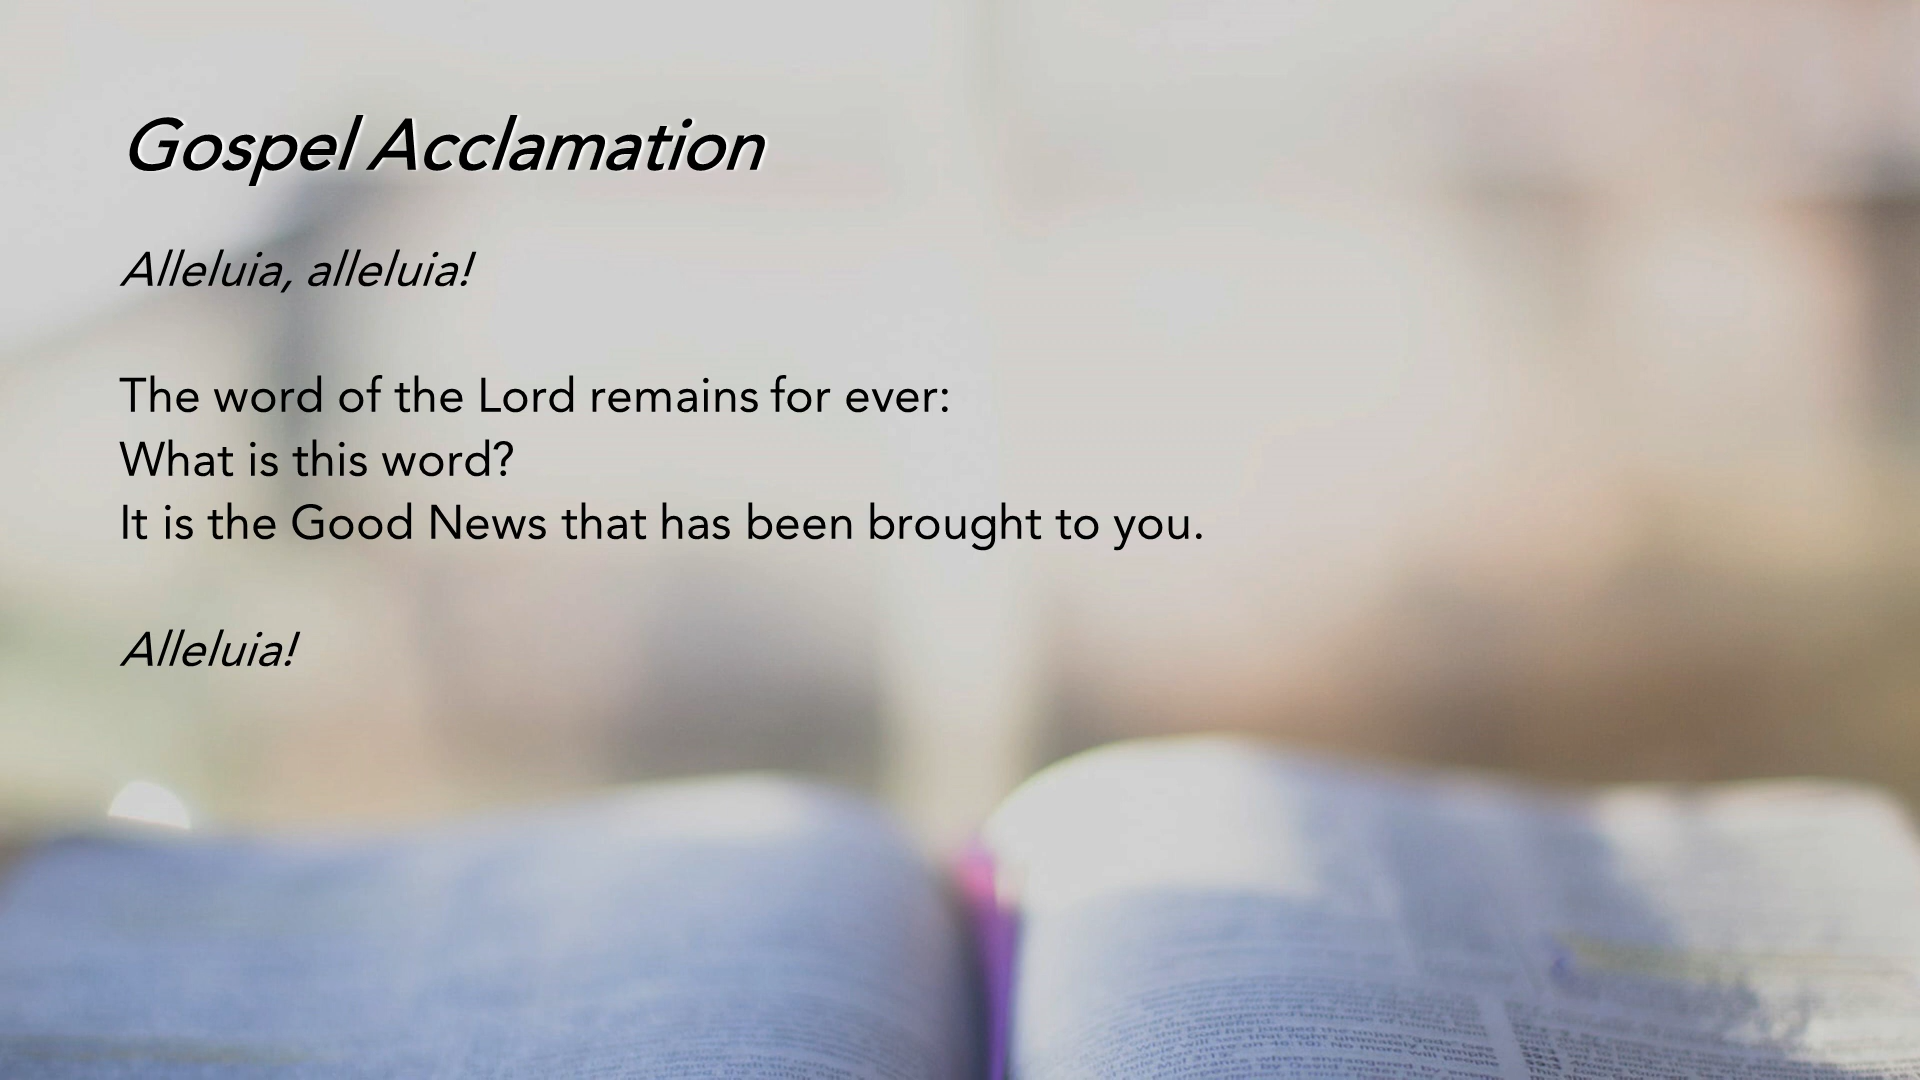 Gospel Acclamation
Alleluia, alleluia!
The word of the Lord remains for ever:
What is this word?
It is the Good News that has been brought to you.
Alleluia!